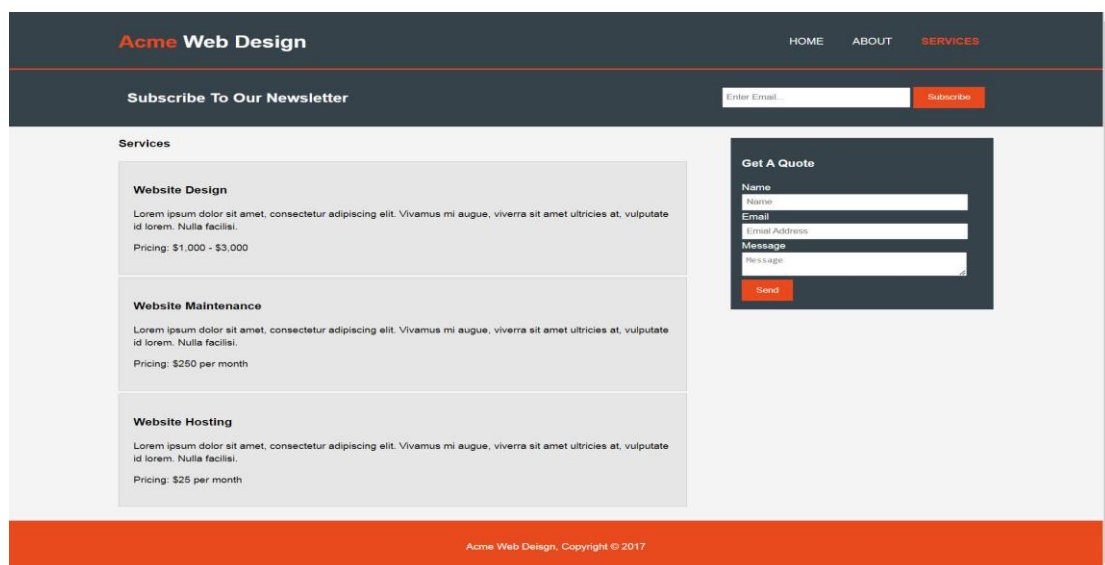 Acme Web Design
HOME ABOUT SERVICES
Subscribe To Our Newsletter
Enter Email...
Subscribe
Services
Website Design
Lorem ipsum dolor sit amet, consectetur adipiscing elit. Vivamus mi augue, viverra sit amet ultricies at, vulputate
id lorem. Nulla facilisi.
Pricing: $1,000 - $3,000
Website Maintenance
Lorem ipsum dolor sit amet, consectetur adipiscing elit. Vivamus mi augue, viverra sit amet ultricies at, vulputate
id lorem. Nulla facilisi.
Pricing: $250 per month
Website Hosting
Lorem ipsum dolor sit amet, consectetur adipiscing elit. Vivamus mi augue, viverra sit amet ultricies at, vulputate
id lorem. Nulla facilisi.
Pricing: $25 per month
Get A Quote
Name
Name
Email
Emial Address
Message
Message
Send
Acme Web Deisgn, Copyright © 2017